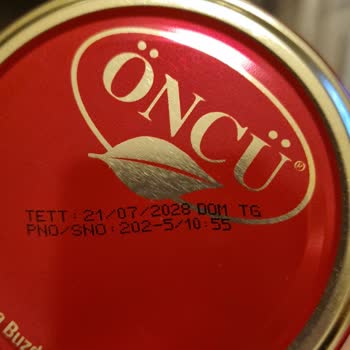 ÖNCÜ®
TETT: 21/07/2028 DOM TG
PNO/SNO: 202-5/10:55